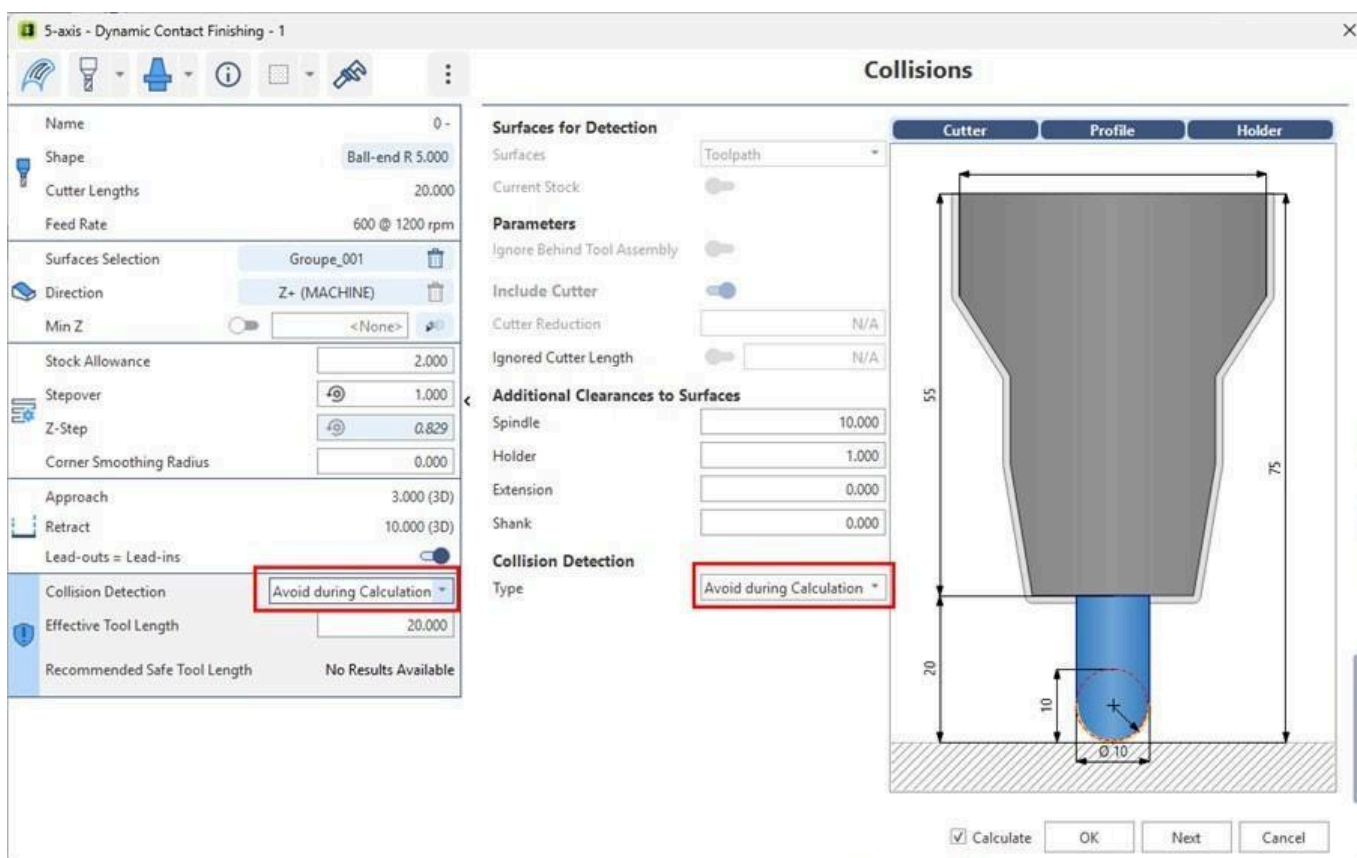 5-axis - Dynamic Contact Finishing - 1
Collisions
Name 0 -
Shape Ball-end R 5.000
Cutter Lengths 20.000
Feed Rate 600 @ 1200 rpm
Surfaces Selection Groupe_001
Direction Z+ (MACHINE)
Min Z <None>
Stock Allowance 2.000
Stepover 1.000
Z-Step 0.829
Corner Smoothing Radius 0.000
Approach 3.000 (3D)
Retract 10.000 (3D)
Lead-outs = Lead-ins
Collision Detection Avoid during Calculation
Effective Tool Length 20.000
Recommended Safe Tool Length No Results Available
Surfaces for Detection
Surfaces Toolpath
Current Stock
Parameters
Ignore Behind Tool Assembly
Include Cutter
Cutter Reduction N/A
Ignored Cutter Length N/A
Additional Clearances to Surfaces
Spindle 10.000
Holder 1.000
Extension 0.000
Shank 0.000
Collision Detection
Type Avoid during Calculation
Cutter Profile Holder
55
75
20
10
Ø 10
Calculate OK Next Cancel